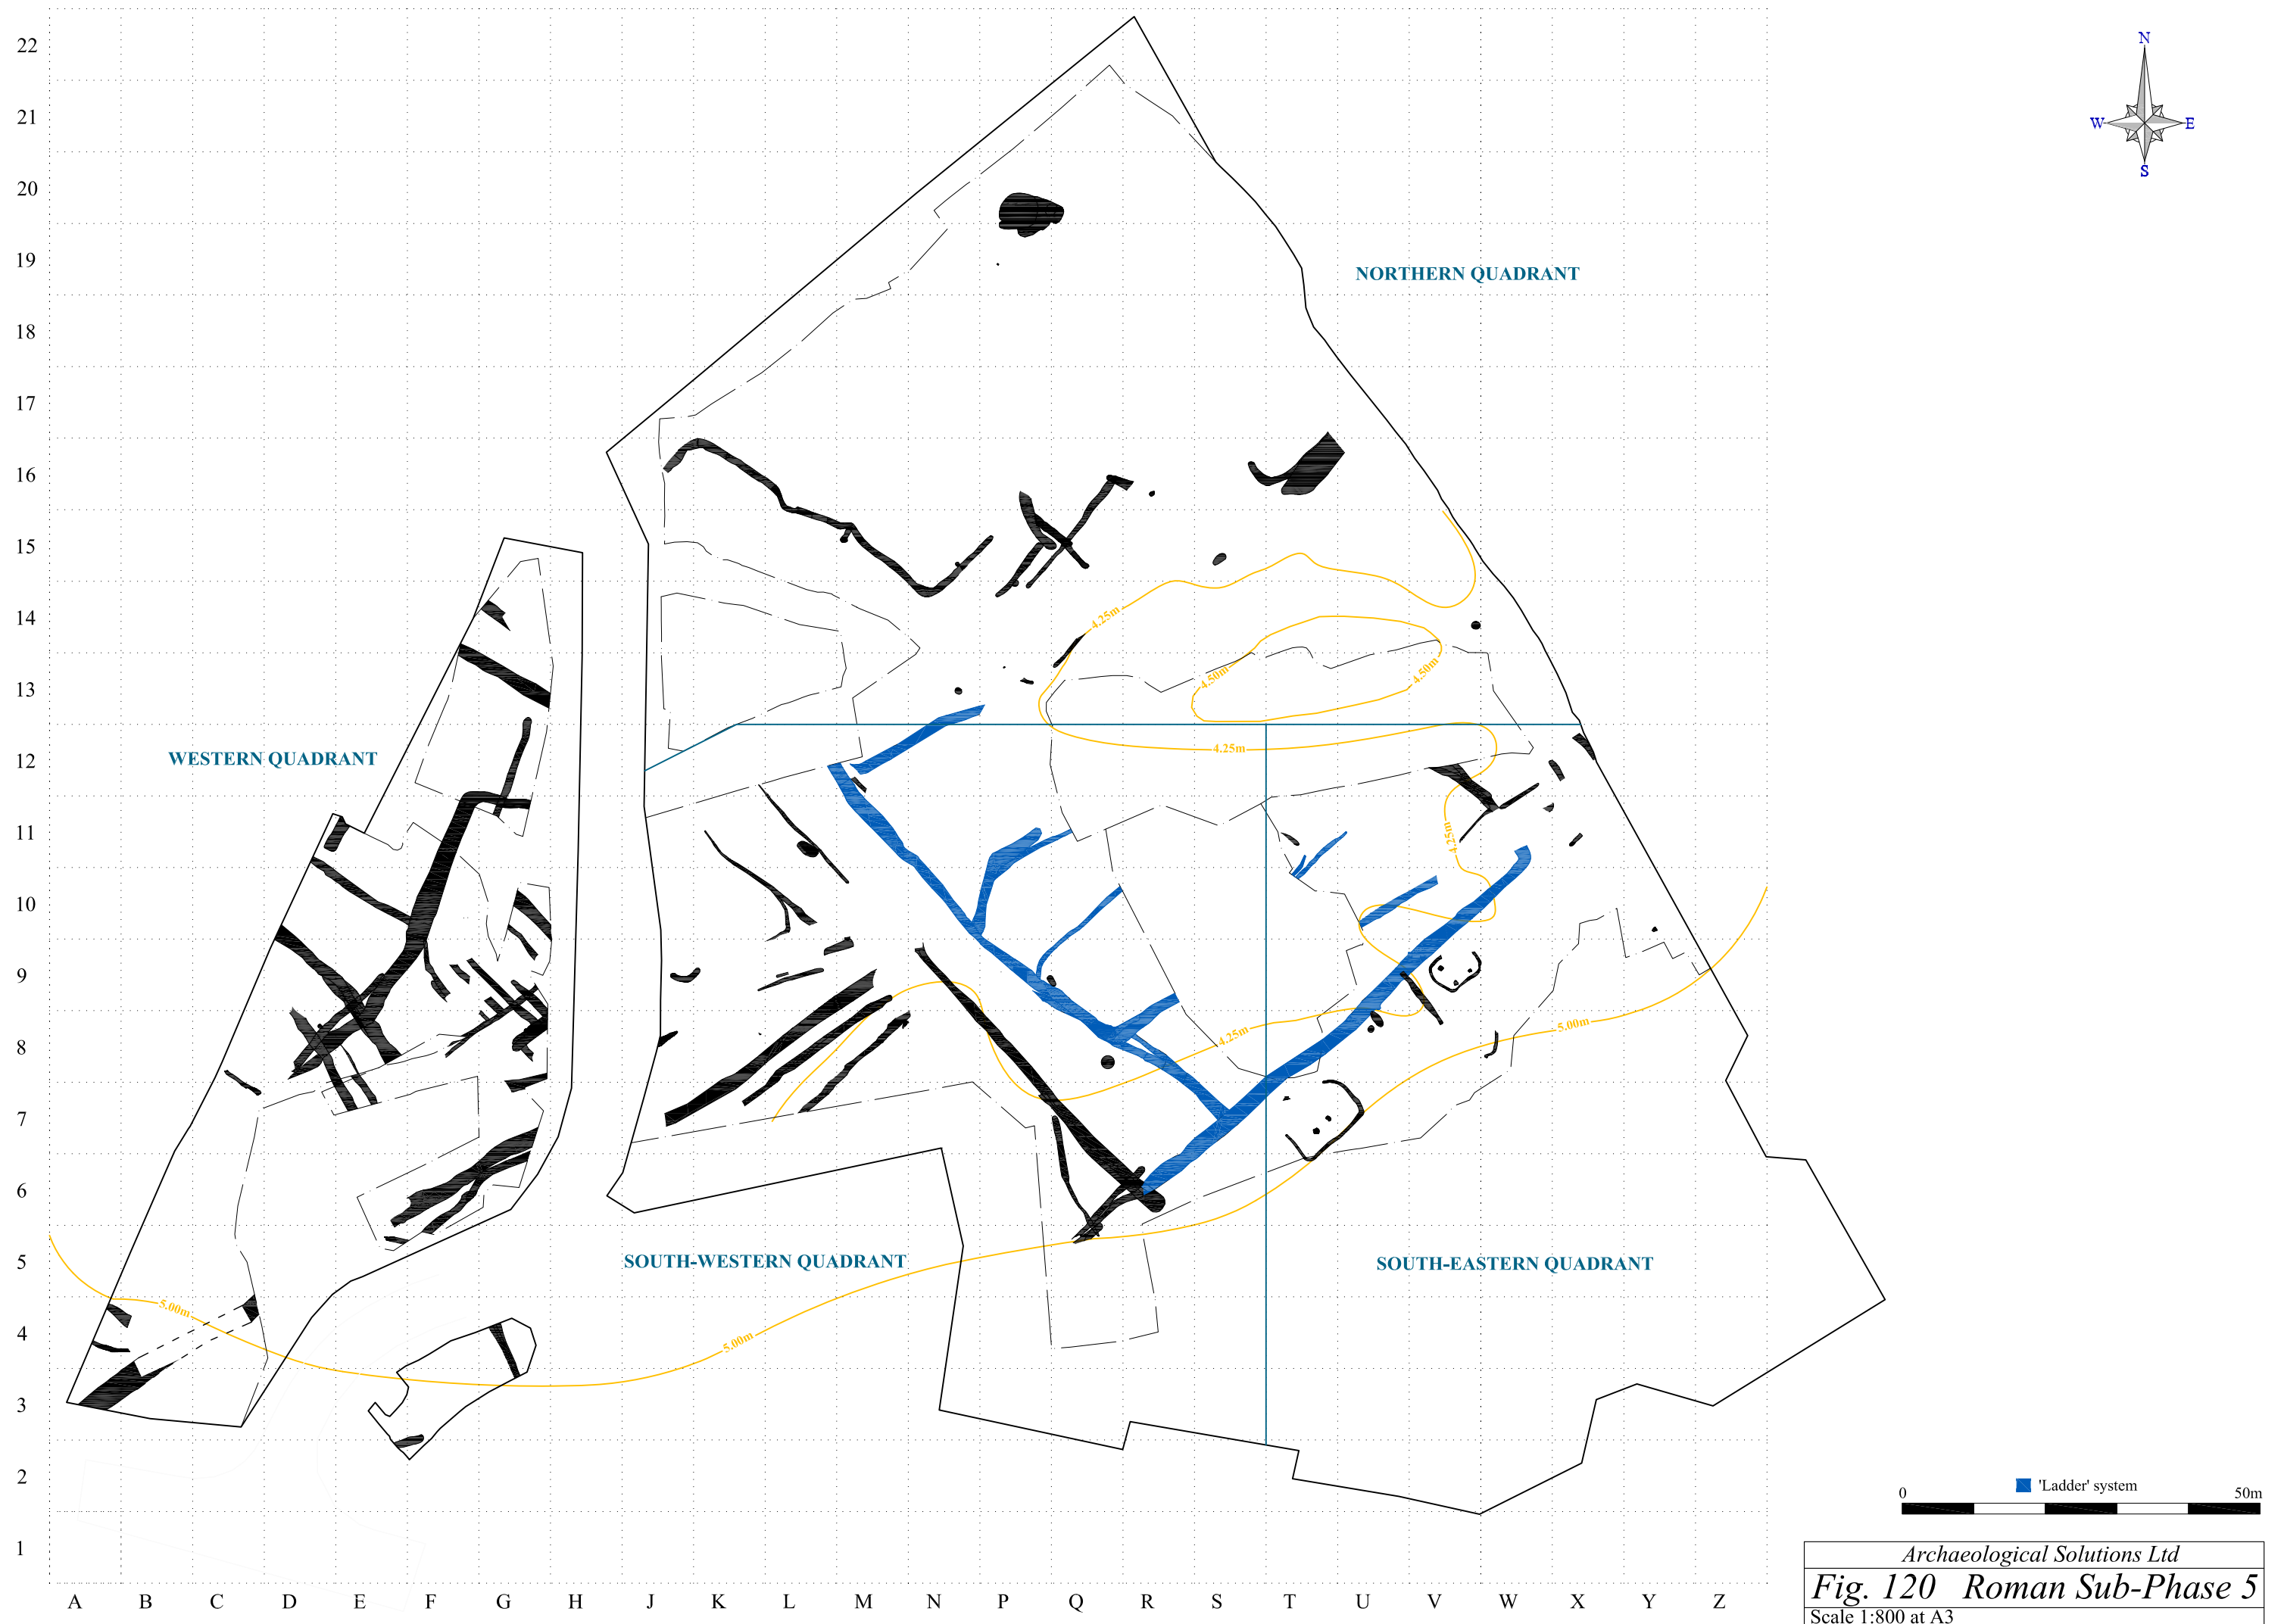 22
21
20
19
18
17
16
15
14
13
12
11
10
9
8
7
6
5
4
3
2
1
A B C D E F G H J K L M N P Q R S T U V W X Y Z
N
W E
S
NORTHERN QUADRANT
WESTERN QUADRANT
SOUTH-WESTERN QUADRANT
SOUTH-EASTERN QUADRANT
4.25m
4.50m
4.50m
4.25m
4.25m
4.25m
5.00m
5.00m
5.00m
'Ladder' system
0 50m
Archaeological Solutions Ltd
Fig. 120 Roman Sub-Phase 5
Scale 1:800 at A3